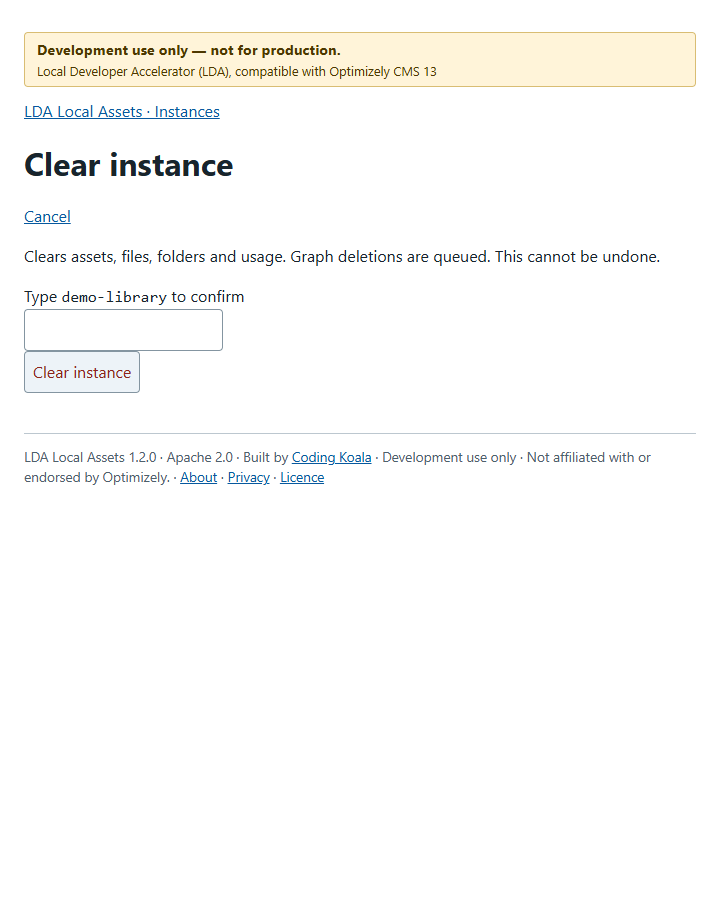 Development use only — not for production.
Local Developer Accelerator (LDA), compatible with Optimizely CMS 13
LDA Local Assets · Instances
Clear instance
Cancel
Clears assets, files, folders and usage. Graph deletions are queued. This cannot be undone.
Type demo-library to confirm
Clear instance
LDA Local Assets 1.2.0 · Apache 2.0 · Built by Coding Koala · Development use only · Not affiliated with or
endorsed by Optimizely. · About · Privacy · Licence